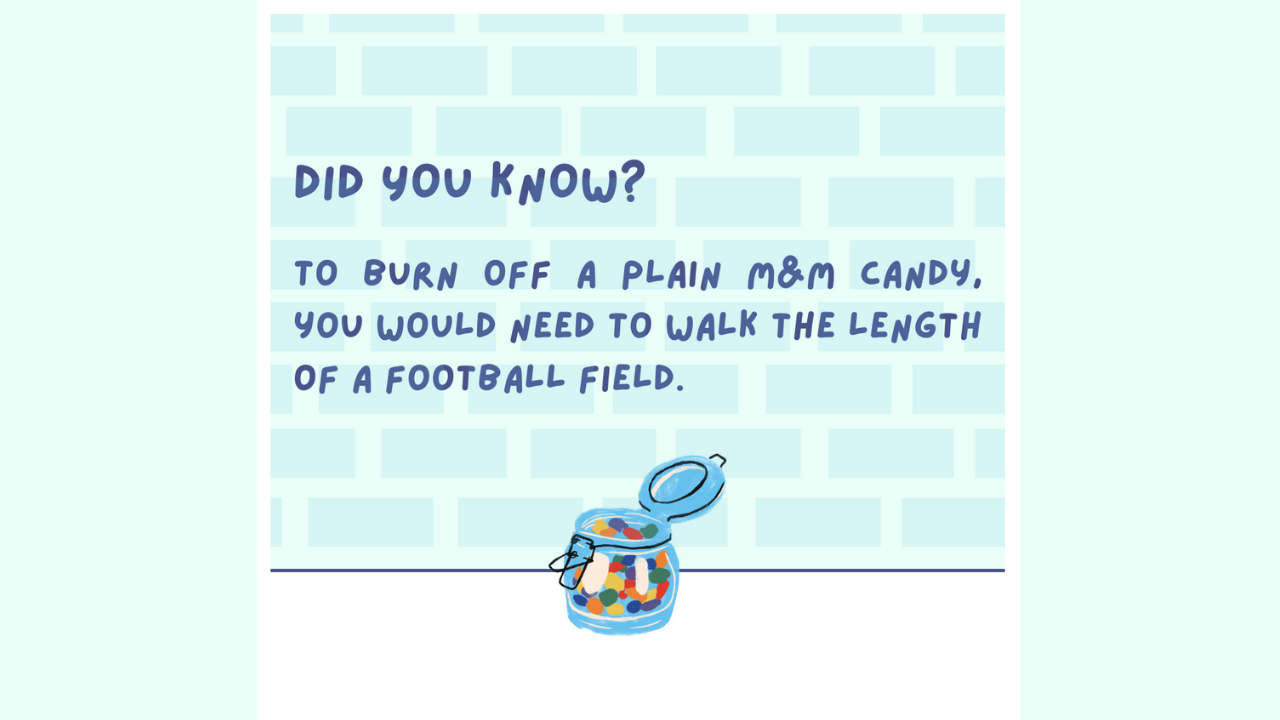 DID YOU KNOW?
TO BURN OFF A PLAIN M&M CANDY,
YOU WOULD NEED TO WALK THE LENGTH
OF A FOOTBALL FIELD.